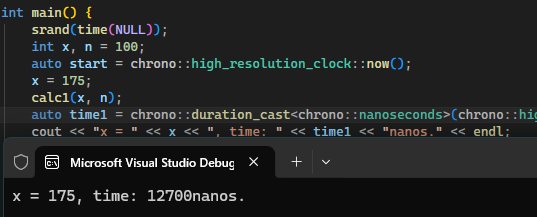 int main() {
srand(time(NULL));
int x, n = 100;
auto start = chrono::high_resolution_clock::now();
x = 175;
calc1(x, n);
auto time1 = chrono::duration_cast<chrono::nanoseconds>(chrono::hig
cout << "x = " << x << ", time: " << time1 << "nanos." << endl;
Microsoft Visual Studio Debug
x = 175, time: 12700nanos.